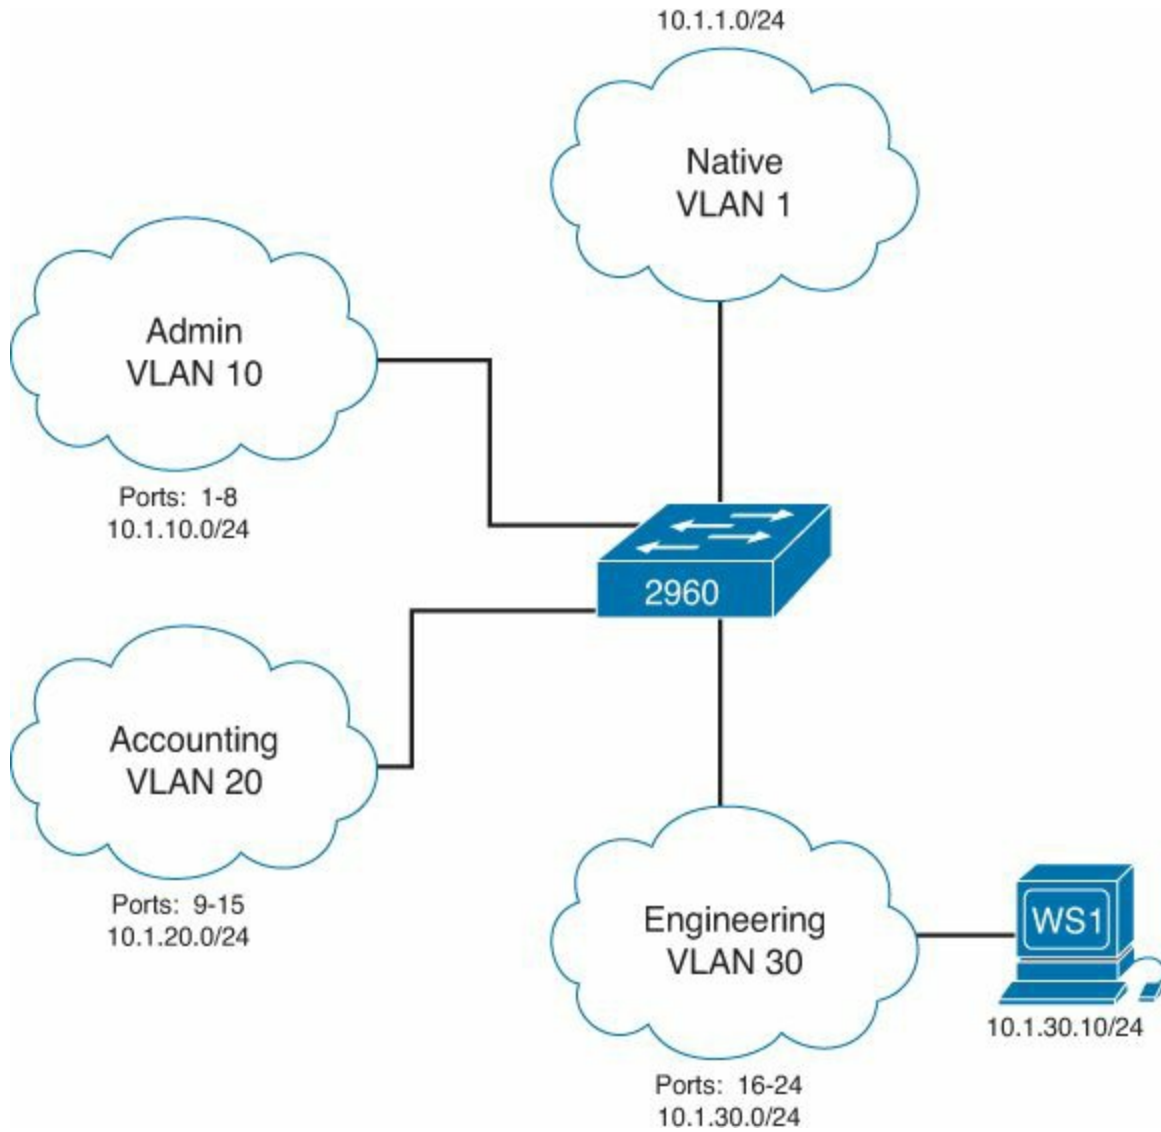 10.1.1.0/24
Native
VLAN 1
Admin
VLAN 10
Ports: 1-8
10.1.10.0/24
2960
Accounting
VLAN 20
Ports: 9-15
10.1.20.0/24
Engineering
VLAN 30
WS1
10.1.30.10/24
Ports: 16-24
10.1.30.0/24